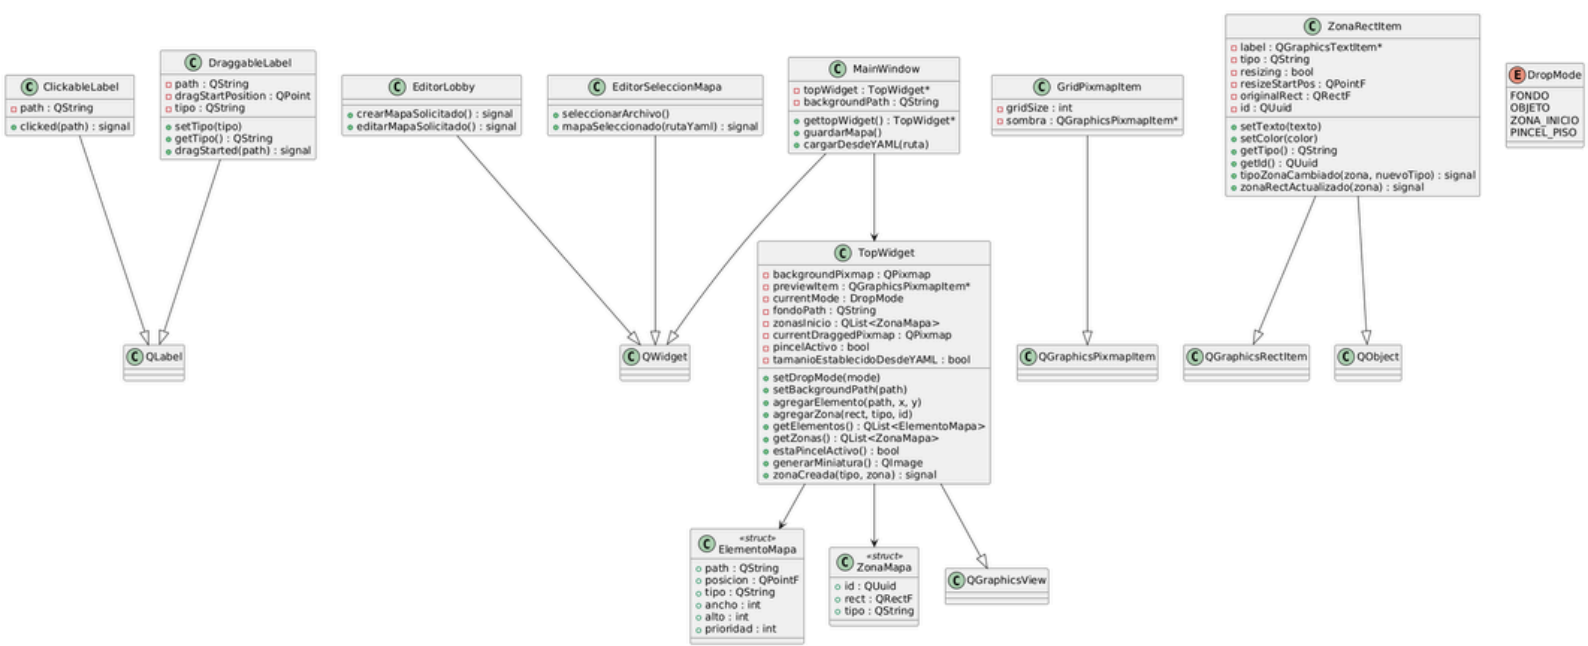 C ClickableLabel
path : QString
clicked(path) : signal
C DraggableLabel
path : QString
dragStartPosition : QPoint
tipo : QString
setTipo(tipo)
getTipo() : QString
dragStarted(path) : signal
C EditorLobby
crearMapaSolicitado() : signal
editarMapaSolicitado() : signal
C EditorSeleccionMapa
seleccionarArchivo()
mapaSeleccionado(rutaYaml) : signal
C MainWindow
topWidget : TopWidget*
backgroundPath : QString
gettopWidget() : TopWidget*
guardarMapa()
cargarDesdeYAML(ruta)
C GridPixmapItem
gridSize : int
sombra : QGraphicsPixmapItem*
C ZonaRectItem
label : QGraphicsTextItem*
tipo : QString
resizing : bool
resizeStartPos : QPointF
originalRect : QRectF
id : QUuid
setTexto(texto)
setColor(color)
getTipo() : QString
getId() : QUuid
tipoZonaCambiado(zona, nuevoTipo) : signal
zonaRectActualizado(zona) : signal
E DropMode
FONDO
OBJETO
ZONA_INICIO
PINCEL_PISO
C TopWidget
backgroundPixmap : QPixmap
previewItem : QGraphicsPixmapItem*
currentMode : DropMode
fondoPath : QString
zonasInicio : QList<ZonaMapa>
currentDraggedPixmap : QPixmap
pincelActivo : bool
tamanioEstablecidoDesdeYAML : bool
setDropMode(mode)
setBackgroundPath(path)
agregarElemento(path, x, y)
agregarZona(rect, tipo, id)
getElementos() : QList<ElementoMapa>
getZonas() : QList<ZonaMapa>
estaPincelActivo() : bool
generarMiniatura() : QImage
zonaCreada(tipo, zona) : signal
C QLabel
C QWidget
C QGraphicsPixmapItem
C QGraphicsRectItem
C QObject
C «struct»
ElementoMapa
path : QString
posicion : QPointF
tipo : QString
ancho : int
alto : int
prioridad : int
C «struct»
ZonaMapa
id : QUuid
rect : QRectF
tipo : QString
C QGraphicsView